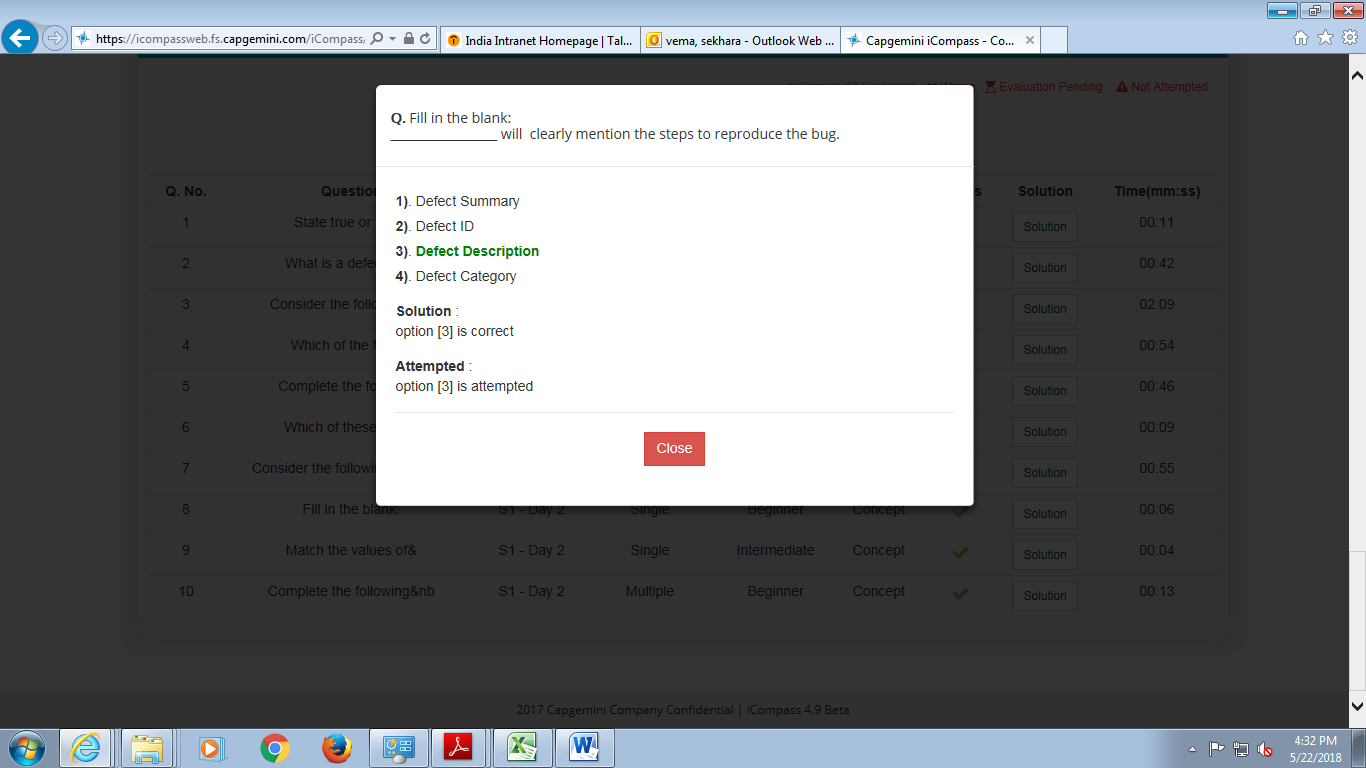 https://icompassweb.fs.capgemini.com/iCompass/
India Intranet Homepage | Tal...
vema, sekhara - Outlook Web ...
Capgemini iCompass - Co...
Evaluation Pending
Not Attempted
Q. Fill in the blank:
________________ will clearly mention the steps to reproduce the bug.
1). Defect Summary
2). Defect ID
3). Defect Description
4). Defect Category
Solution :
option [3] is correct
Attempted :
option [3] is attempted
Close
Q. No. Question s Solution Time(mm:ss)
1 State true or Solution 00:11
2 What is a defe Solution 00:42
3 Consider the follo Solution 02:09
4 Which of the f Solution 00:54
5 Complete the fo Solution 00:46
6 Which of these Solution 00:09
7 Consider the followi Solution 00:55
8 Fill in the blank: S1 - Day 2 Single Beginner Concept Solution 00:06
9 Match the values of& S1 - Day 2 Single Intermediate Concept Solution 00:04
10 Complete the following&nb S1 - Day 2 Multiple Beginner Concept Solution 00:13
2017 Capgemini Company Confidential | iCompass 4.9 Beta
4:32 PM
5/22/2018